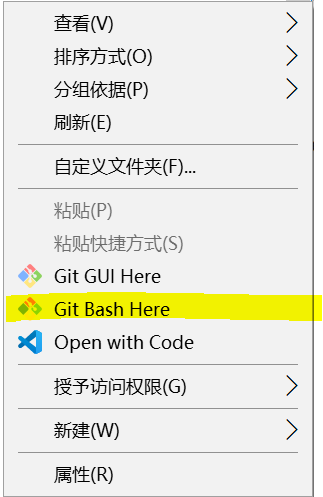 查看(V)
排序方式(O)
分组依据(P)
刷新(E)
自定义文件夹(F)...
粘贴(P)
粘贴快捷方式(S)
Git GUI Here
Git Bash Here
Open with Code
授予访问权限(G)
新建(W)
属性(R)